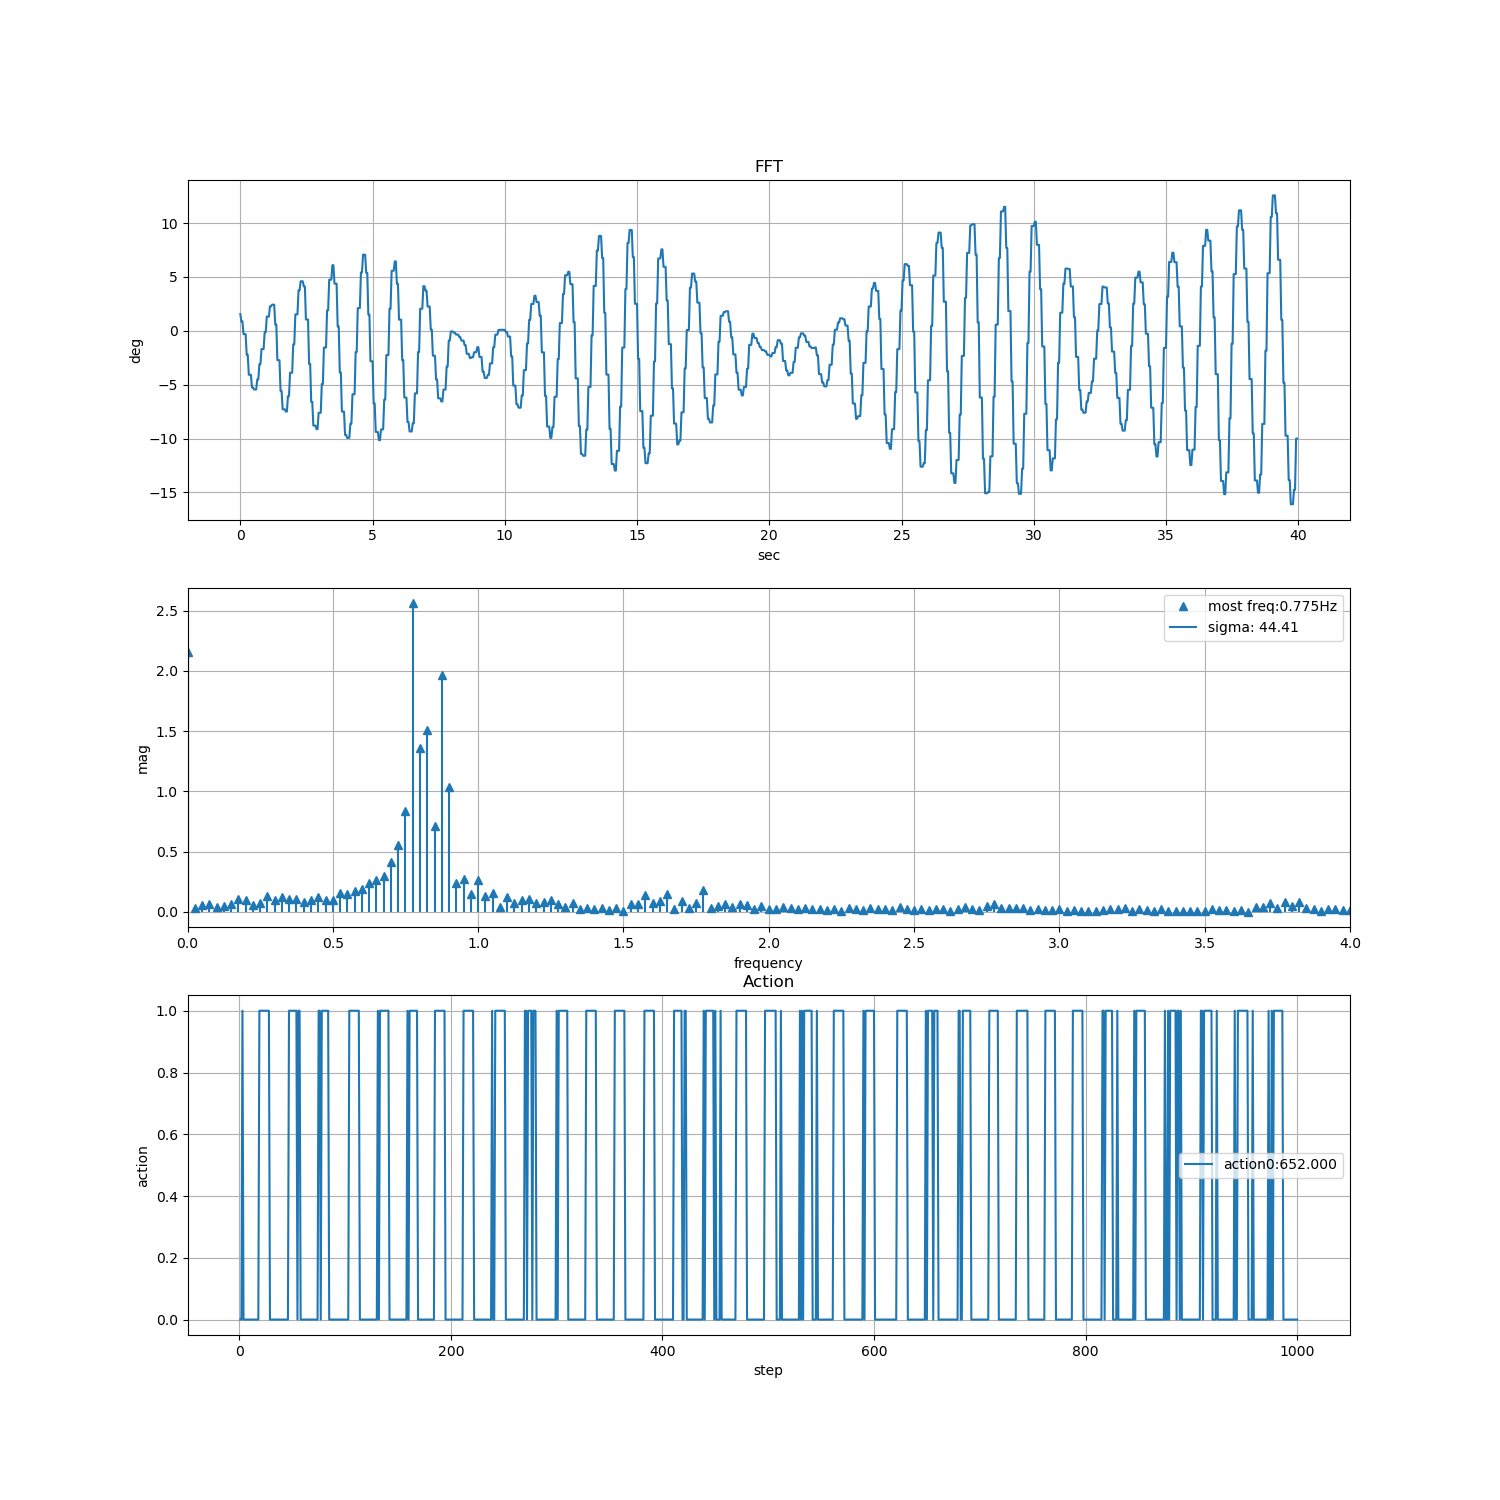 FFT
10
5
0
−5
−10
−15
deg
0 5 10 15 20 25 30 35 40
sec
2.5
2.0
1.5
1.0
0.5
0.0
mag
most freq:0.775Hz
sigma: 44.41
0.0 0.5 1.0 1.5 2.0 2.5 3.0 3.5 4.0
frequency
Action
1.0
0.8
0.6
0.4
0.2
0.0
action
action0:652.000
0 200 400 600 800 1000
step